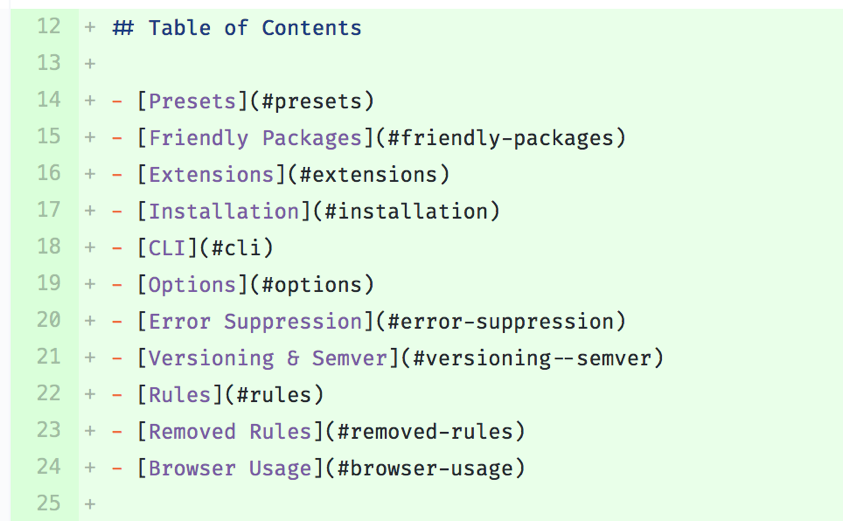 12 + ## Table of Contents
13 +
14 + - [Presets](#presets)
15 + - [Friendly Packages](#friendly-packages)
16 + - [Extensions](#extensions)
17 + - [Installation](#installation)
18 + - [CLI](#cli)
19 + - [Options](#options)
20 + - [Error Suppression](#error-suppression)
21 + - [Versioning & Semver](#versioning--semver)
22 + - [Rules](#rules)
23 + - [Removed Rules](#removed-rules)
24 + - [Browser Usage](#browser-usage)
25 +